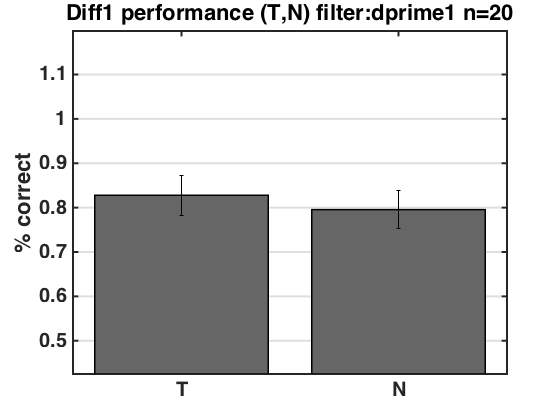 Diff1 performance (T,N) filter:dprime1 n=20
% correct
1.1
1
0.9
0.8
0.7
0.6
0.5
T N